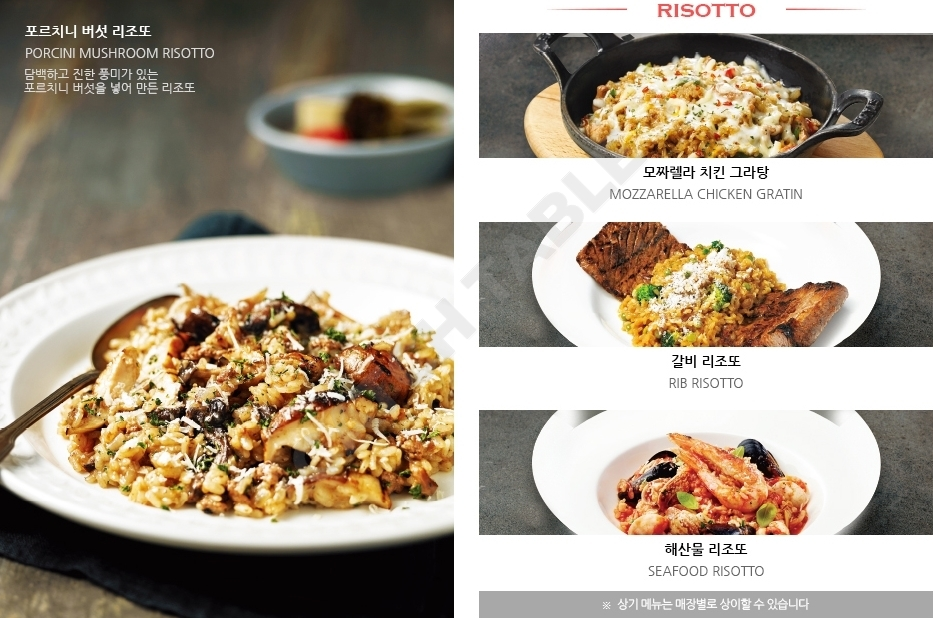 포르치니 버섯 리조또
PORCINI MUSHROOM RISOTTO
담백하고 진한 풍미가 있는
포르치니 버섯을 넣어 만든 리조또
RISOTTO
모짜렐라 치킨 그라탕
MOZZARELLA CHICKEN GRATIN
갈비 리조또
RIB RISOTTO
해산물 리조또
SEAFOOD RISOTTO
※ 상기 메뉴는 매장별로 상이할 수 있습니다